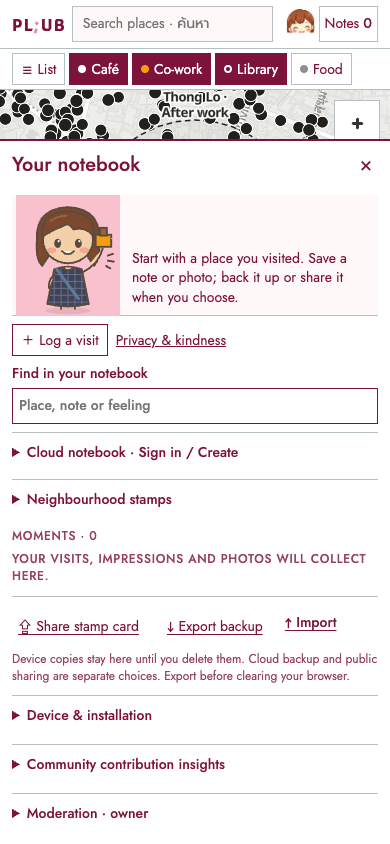 PL;UB
Search places · ค้นหา
Notes 0
≡ List
Café
Co-work
Library
Food
Thong Lo ·
After work
+
Your notebook
×
Start with a place you visited. Save a
note or photo; back it up or share it
when you choose.
+ Log a visit
Privacy & kindness
Find in your notebook
Place, note or feeling
▶ Cloud notebook · Sign in / Create
▶ Neighbourhood stamps
MOMENTS · 0
YOUR VISITS, IMPRESSIONS AND PHOTOS WILL COLLECT
HERE.
Share stamp card
↓ Export backup
↑ Import
Device copies stay here until you delete them. Cloud backup and public
sharing are separate choices. Export before clearing your browser.
▶ Device & installation
▶ Community contribution insights
▶ Moderation · owner